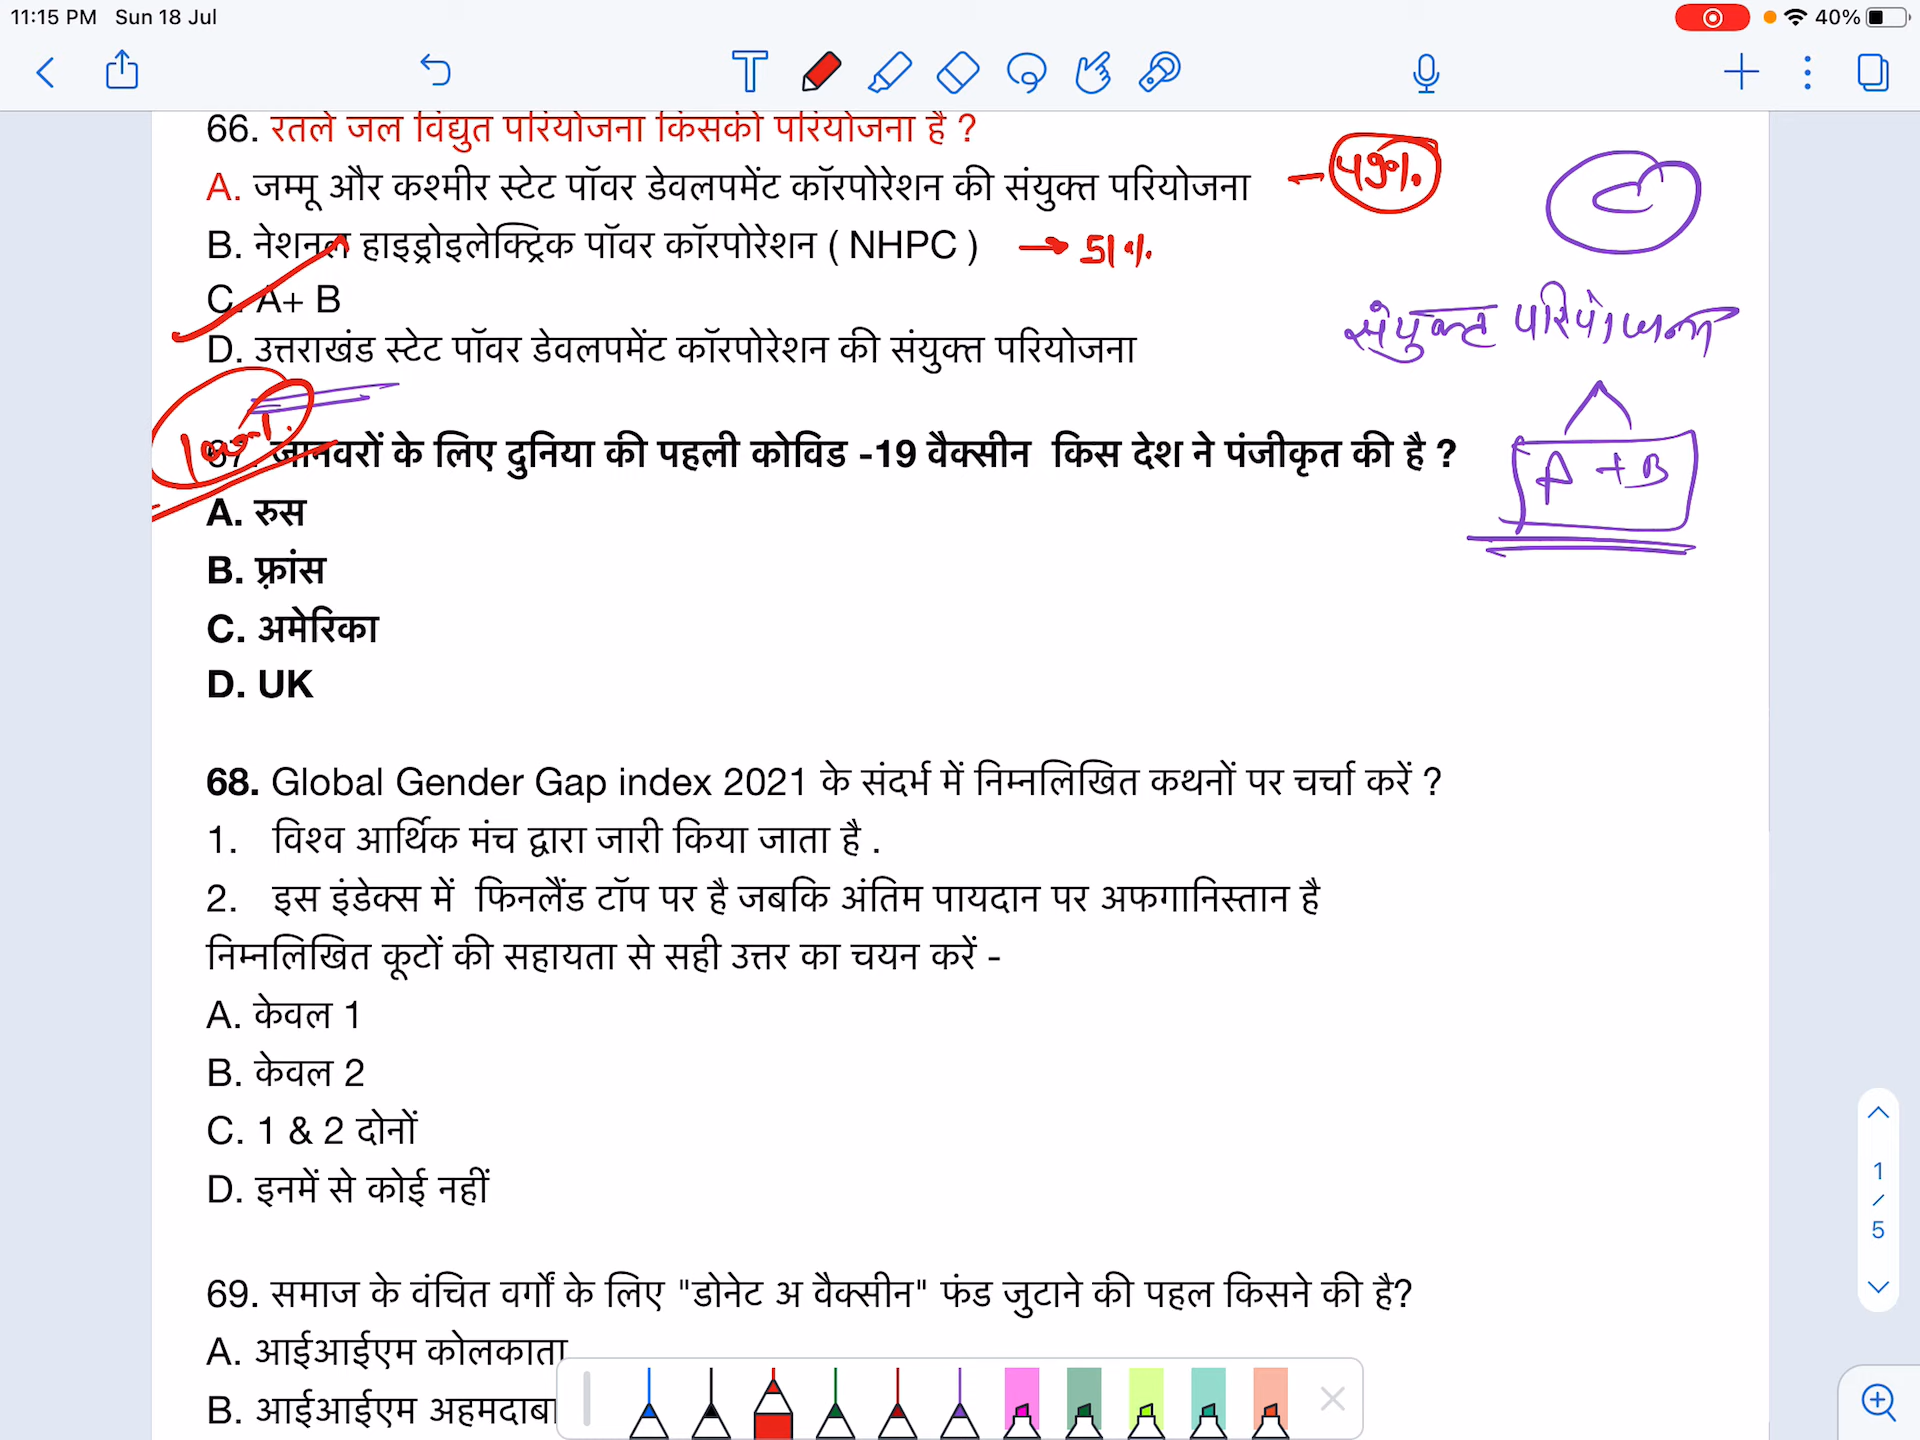 11:15 PM Sun 18 Jul
40%
66. रतले जल विद्युत परियोजना किसकी परियोजना है ?
A. जम्मू और कश्मीर स्टेट पॉवर डेवलपमेंट कॉरपोरेशन की संयुक्त परियोजना
49%.
B. नेशनल हाइड्रोइलेक्ट्रिक पॉवर कॉरपोरेशन ( NHPC )
51%.
C. A+ B
संयुक्त परियोजना
D. उत्तराखंड स्टेट पॉवर डेवलपमेंट कॉरपोरेशन की संयुक्त परियोजना
100%.
67. जानवरों के लिए दुनिया की पहली कोविड -19 वैक्सीन किस देश ने पंजीकृत की है ?
A + B
A. रुस
B. फ़्रांस
C. अमेरिका
D. UK
68. Global Gender Gap index 2021 के संदर्भ में निम्नलिखित कथनों पर चर्चा करें ?
1. विश्व आर्थिक मंच द्वारा जारी किया जाता है .
2. इस इंडेक्स में फिनलैंड टॉप पर है जबकि अंतिम पायदान पर अफगानिस्तान है
निम्नलिखित कूटों की सहायता से सही उत्तर का चयन करें -
A. केवल 1
B. केवल 2
C. 1 & 2 दोनों
D. इनमें से कोई नहीं
1
/
5
69. समाज के वंचित वर्गों के लिए "डोनेट अ वैक्सीन" फंड जुटाने की पहल किसने की है?
A. आईआईएम कोलकाता
B. आईआईएम